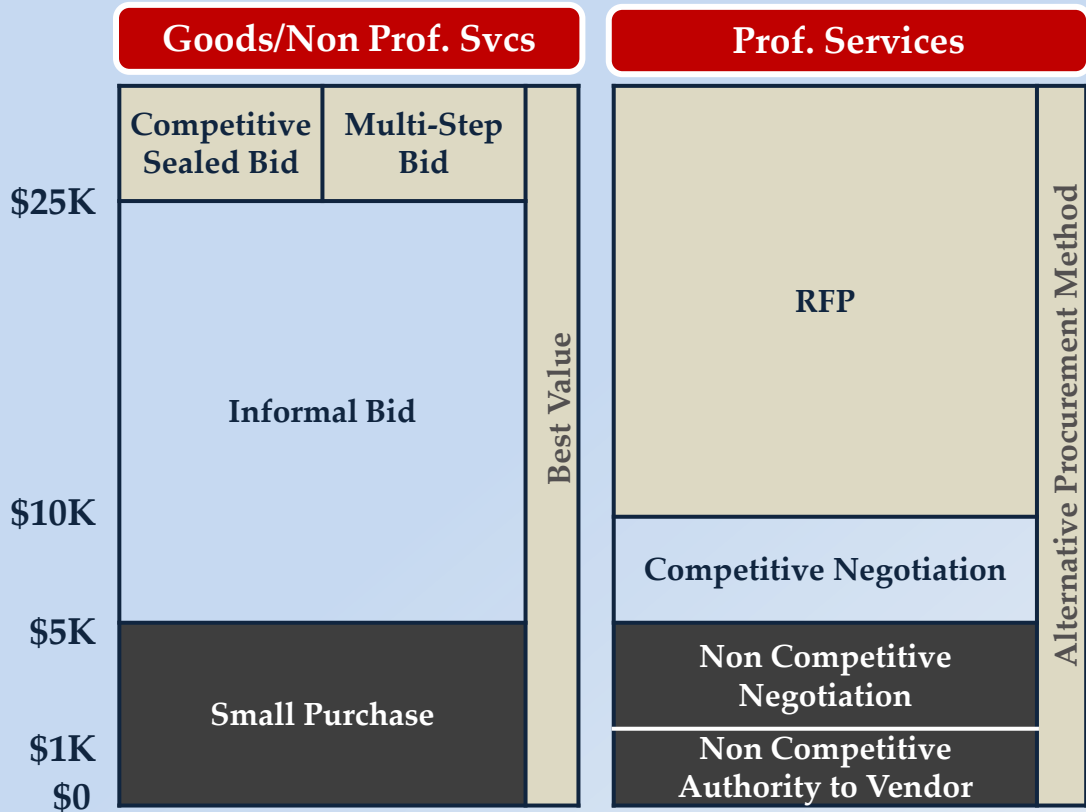 Goods/Non Prof. Svcs
Prof. Services
Competitive
Sealed Bid
Multi-Step
Bid
$25K
Informal Bid
Best Value
$10K
$5K
Small Purchase
$1K
$0
RFP
Competitive Negotiation
Non Competitive
Negotiation
Non Competitive
Authority to Vendor
Alternative Procurement Method